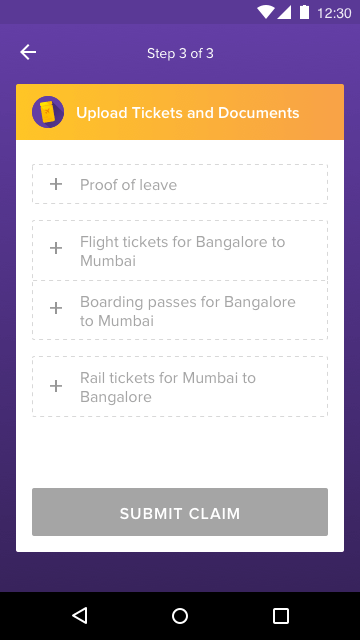 12:30
Step 3 of 3
Upload Tickets and Documents
Proof of leave
Flight tickets for Bangalore to
Mumbai
Boarding passes for Bangalore
to Mumbai
Rail tickets for Mumbai to
Bangalore
SUBMIT CLAIM